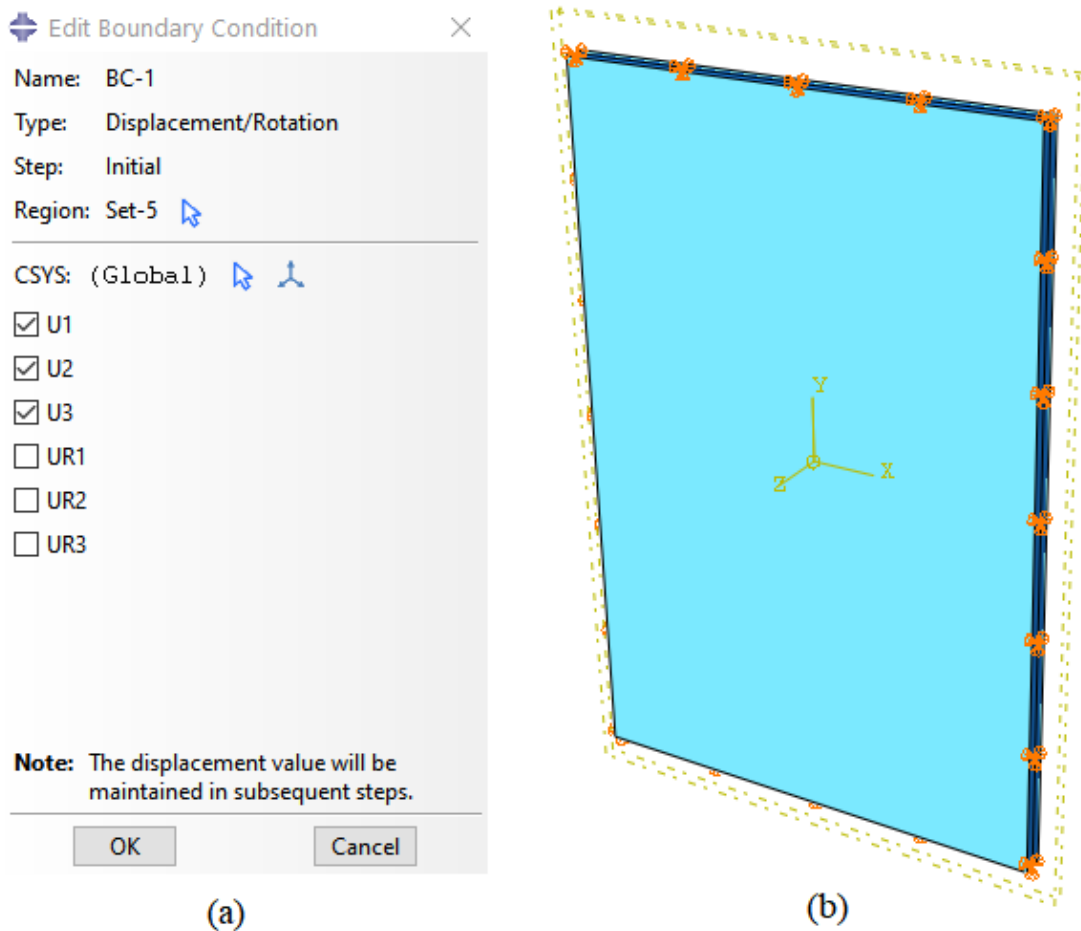 Edit Boundary Condition
Name: BC-1
Type: Displacement/Rotation
Step: Initial
Region: Set-5
CSYS: (Global)
U1
U2
U3
UR1
UR2
UR3
Note: The displacement value will be
maintained in subsequent steps.
OK Cancel
(a)
Y
X
Z
(b)